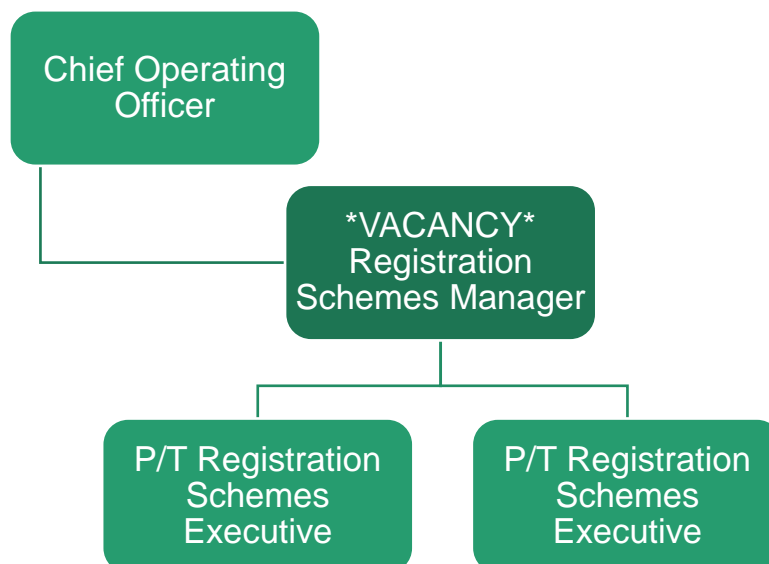 Chief Operating
Officer
*VACANCY*
Registration
Schemes Manager
P/T Registration
Schemes
Executive
P/T Registration
Schemes
Executive